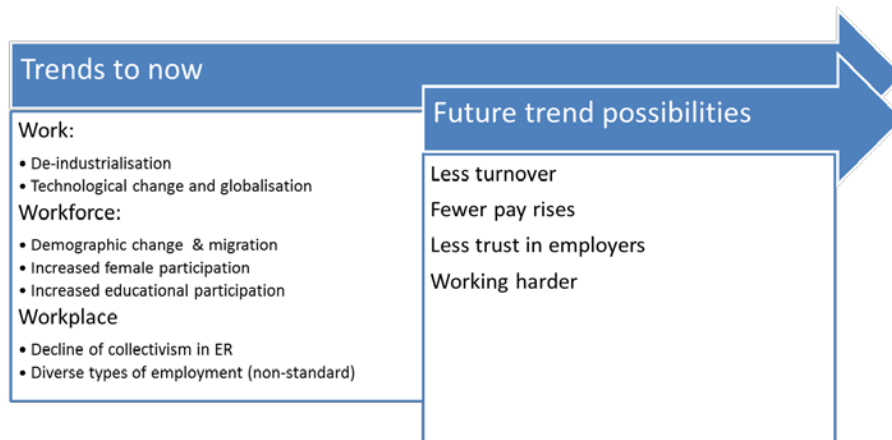 Trends to now
Work:
• De-industrialisation
• Technological change and globalisation
Workforce:
• Demographic change & migration
• Increased female participation
• Increased educational participation
Workplace
• Decline of collectivism in ER
• Diverse types of employment (non-standard)
Future trend possibilities
Less turnover
Fewer pay rises
Less trust in employers
Working harder